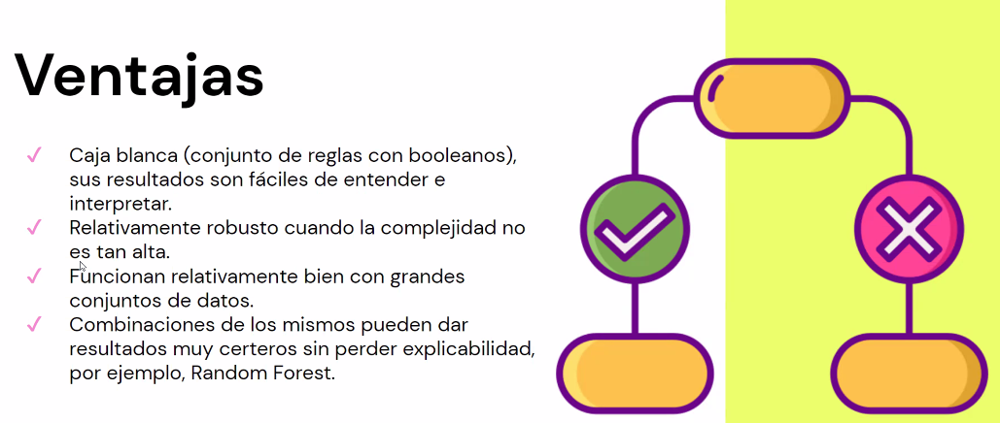 Ventajas
✓ Caja blanca (conjunto de reglas con booleanos),
sus resultados son fáciles de entender e
interpretar.
✓ Relativamente robusto cuando la complejidad no
es tan alta.
✓ Funcionan relativamente bien con grandes
conjuntos de datos.
✓ Combinaciones de los mismos pueden dar
resultados muy certeros sin perder explicabilidad,
por ejemplo, Random Forest.